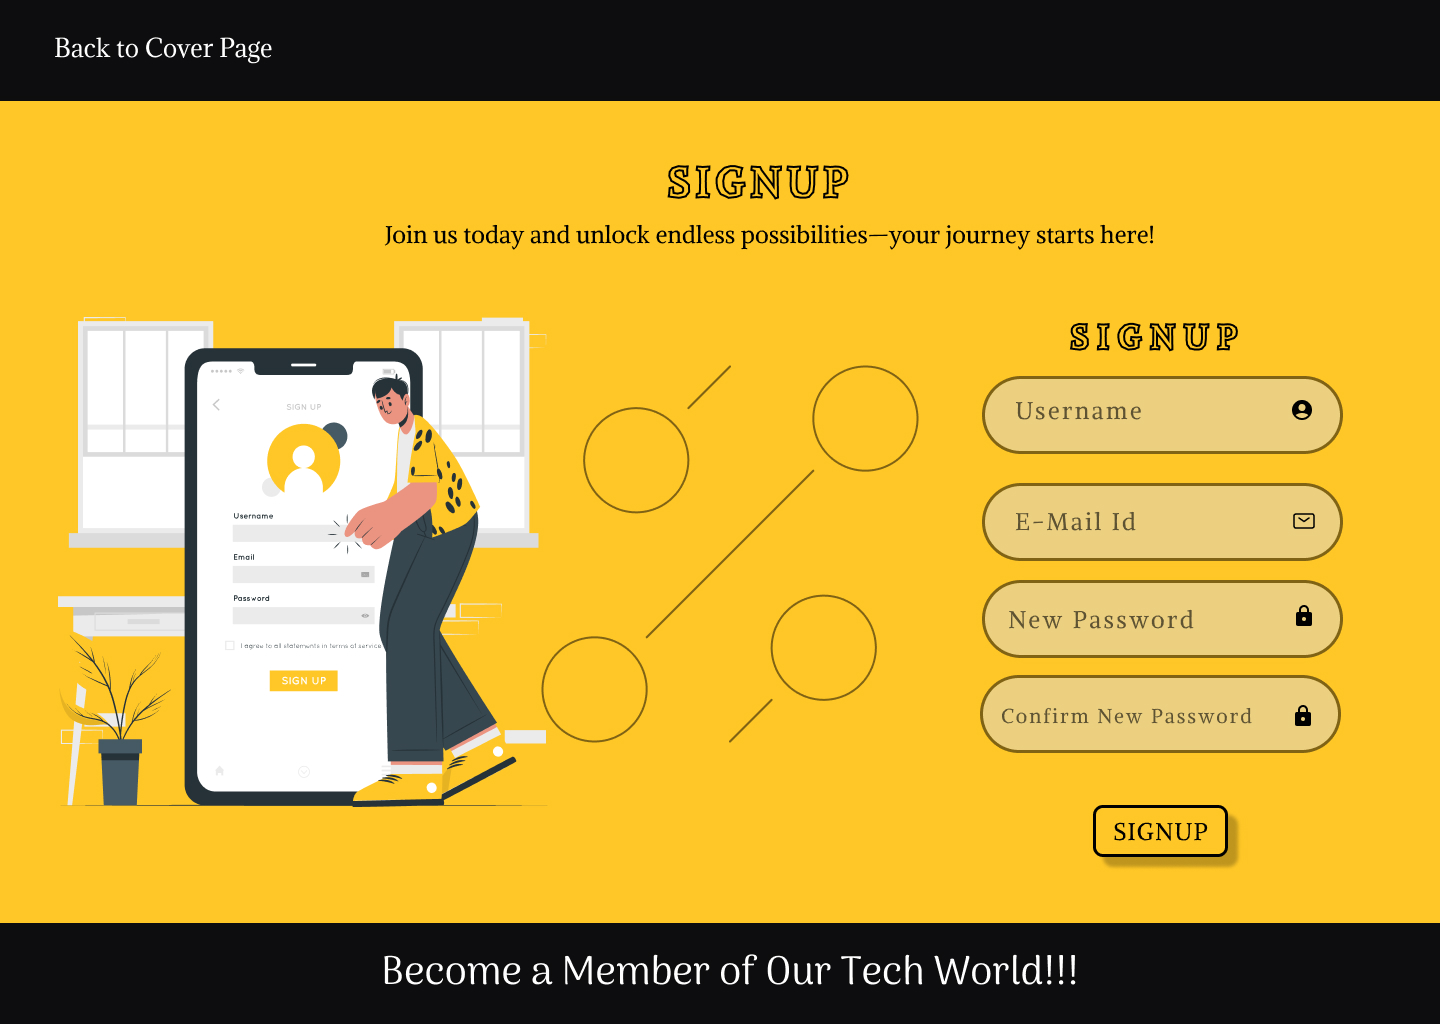 Back to Cover Page
SIGNUP
Join us today and unlock endless possibilities—your journey starts here!
SIGN UP
Username
Email
Password
I agree to all statements in terms of service
SIGN UP
SIGNUP
Username
E-Mail Id
New Password
Confirm New Password
SIGNUP
Become a Member of Our Tech World!!!